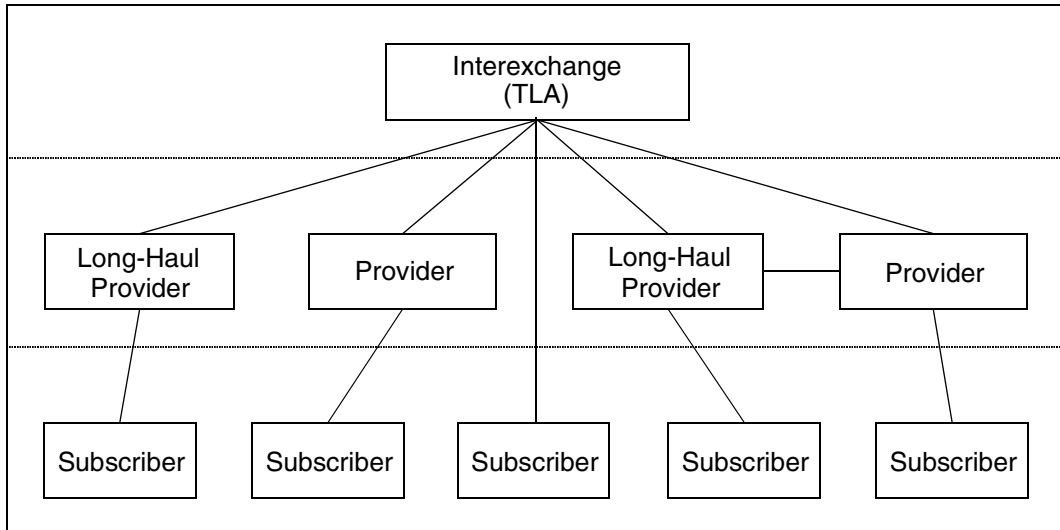 Interexchange
(TLA)
Long-Haul
Provider
Provider
Long-Haul
Provider
Provider
Subscriber
Subscriber
Subscriber
Subscriber
Subscriber